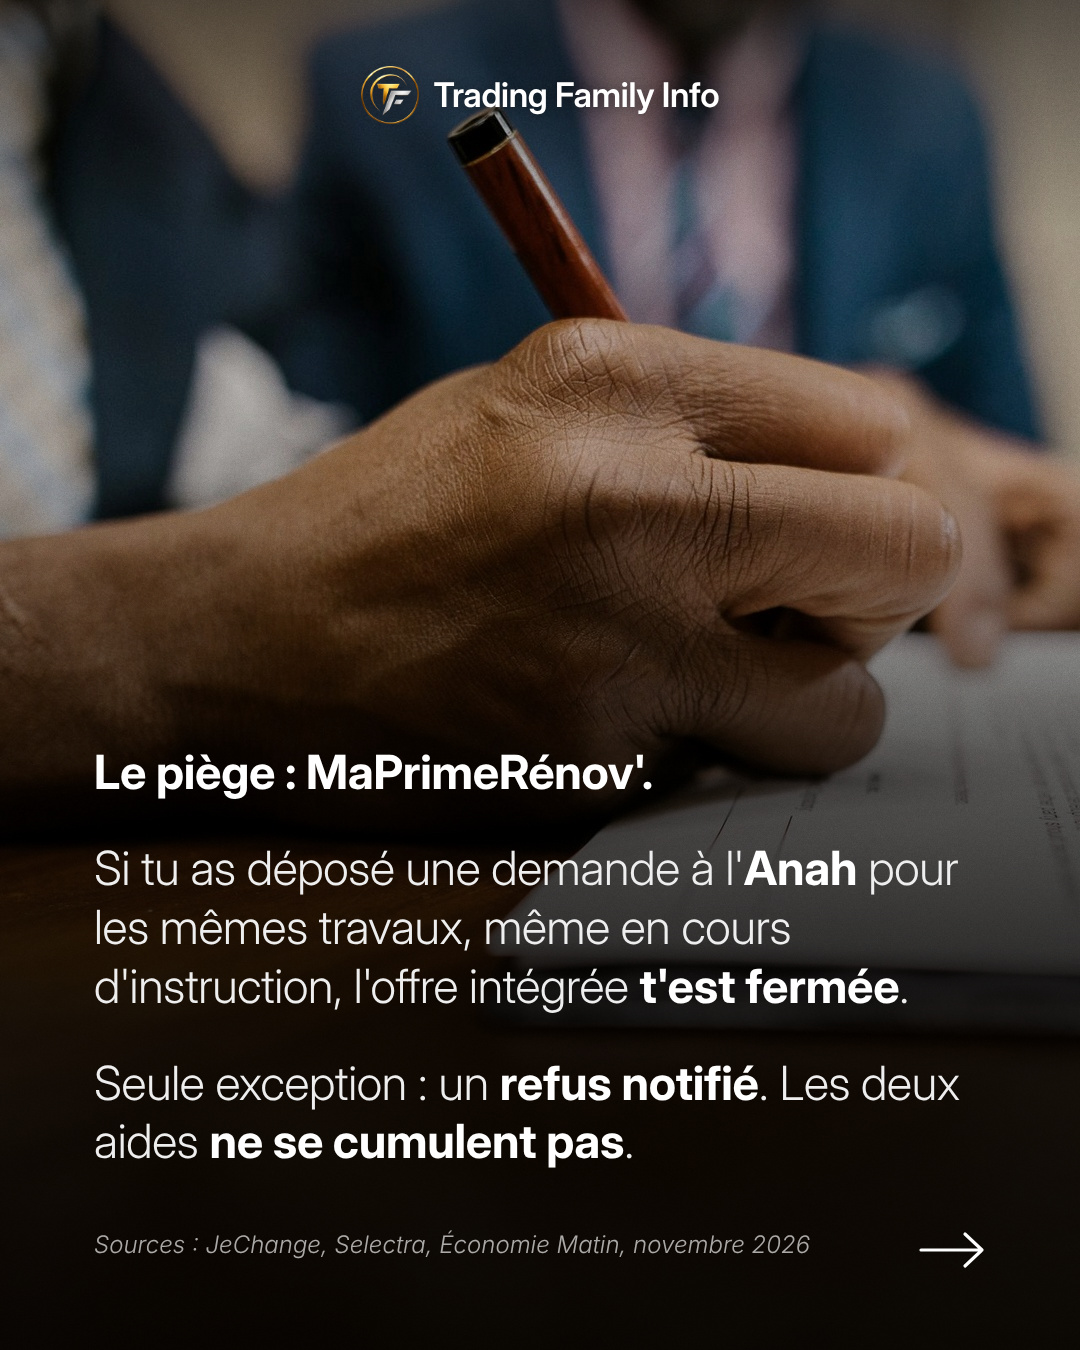 Trading Family Info
Le piège : MaPrimeRénov'.
Si tu as déposé une demande à l'Anah pour
les mêmes travaux, même en cours
d'instruction, l'offre intégrée t'est fermée.
Seule exception : un refus notifié. Les deux
aides ne se cumulent pas.
Sources : JeChange, Selectra, Économie Matin, novembre 2026